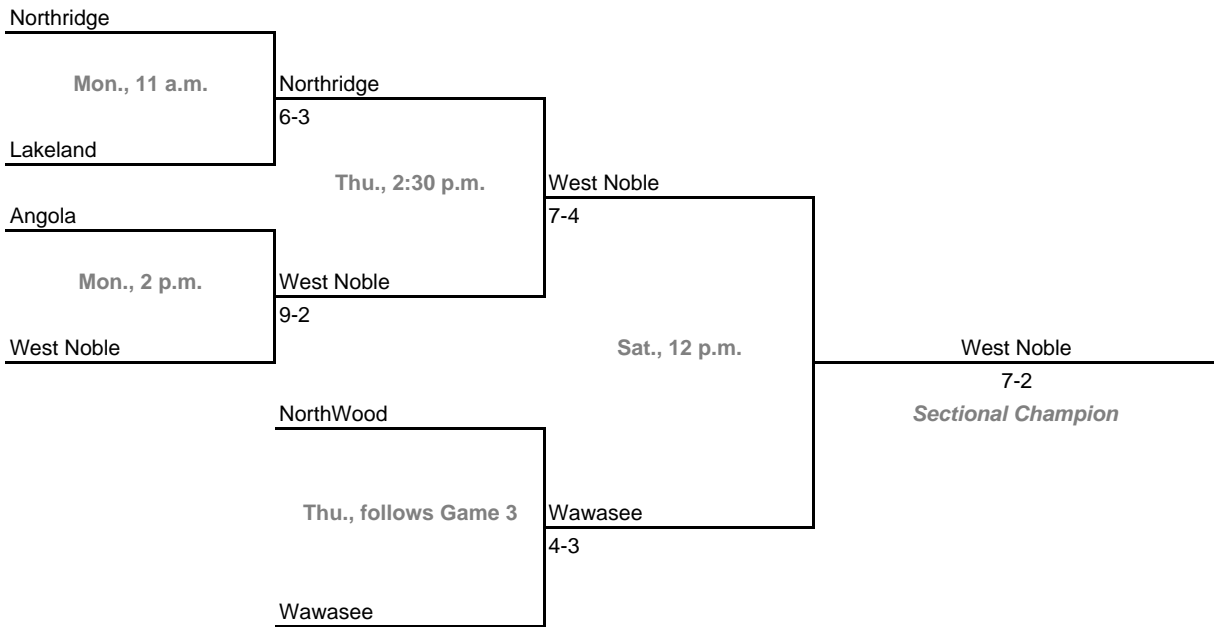 Northridge
Mon., 11 a.m.
Northridge
6-3
Lakeland
Thu., 2:30 p.m.
West Noble
7-4
Angola
Mon., 2 p.m.
West Noble
9-2
West Noble
Sat., 12 p.m.
West Noble
7-2
Sectional Champion
NorthWood
Thu., follows Game 3
Wawasee
4-3
Wawasee